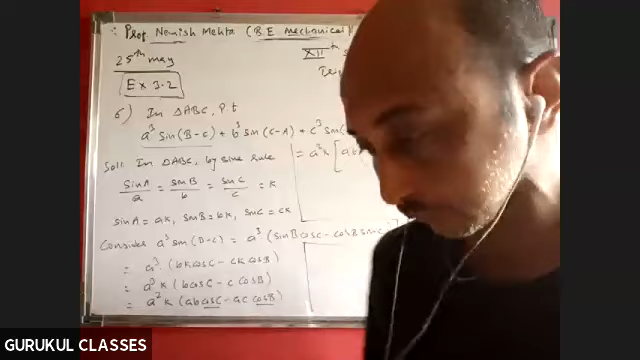 ∴ Prof Nemish Mehta (B.E Mechanical)
XIIth
25th may
Ex 3.2
6) In ΔABC, P.t
a³ sin(B-C) + b³ sin(C-A) + c³ sin(
Soln: In ΔABC, by sine rule
sinA/a = sinB/b = sinC/c = k
sinA = ak, sinB = bk, sinC = ck
Consider a³ sin(B-C) = a³ (sinB cosC - cosB sinC
= a³ (bk cosC - ck cosB)
= a³ k (b cosC - c cosB)
= a² k (ab cosC - ac cosB)
= a² k [ab
GURUKUL CLASSES